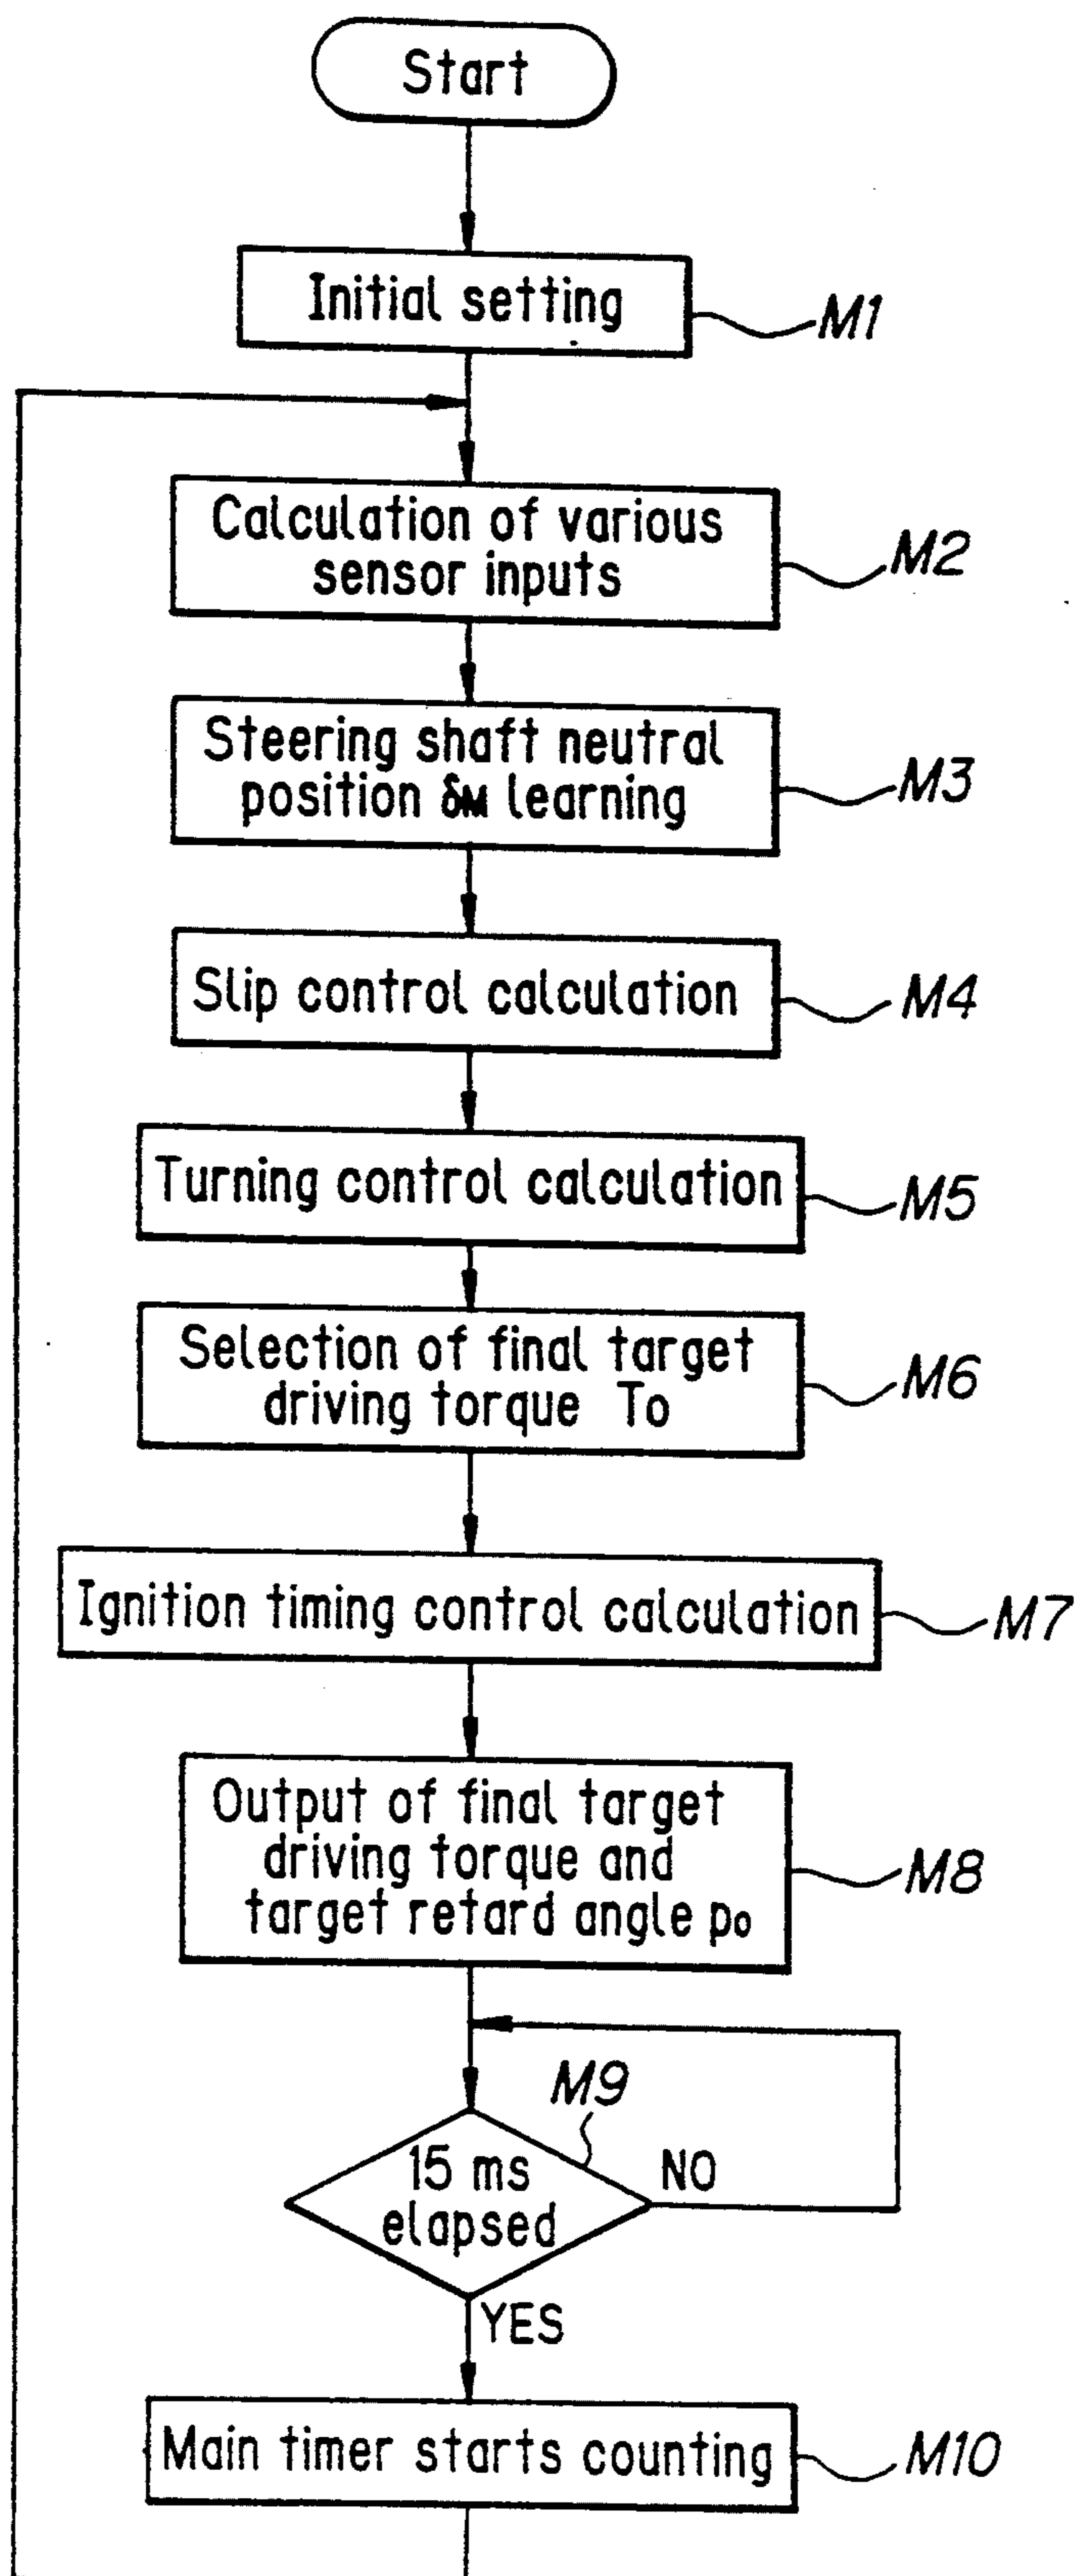 Start
Initial setting
M1
Calculation of various
sensor inputs
M2
Steering shaft neutral
position δM learning
M3
Slip control calculation
M4
Turning control calculation
M5
Selection of final target
driving torque To
M6
Ignition timing control calculation
M7
Output of final target
driving torque and
target retard angle po
M8
M9
15 ms
elapsed
NO
YES
Main timer starts counting
M10